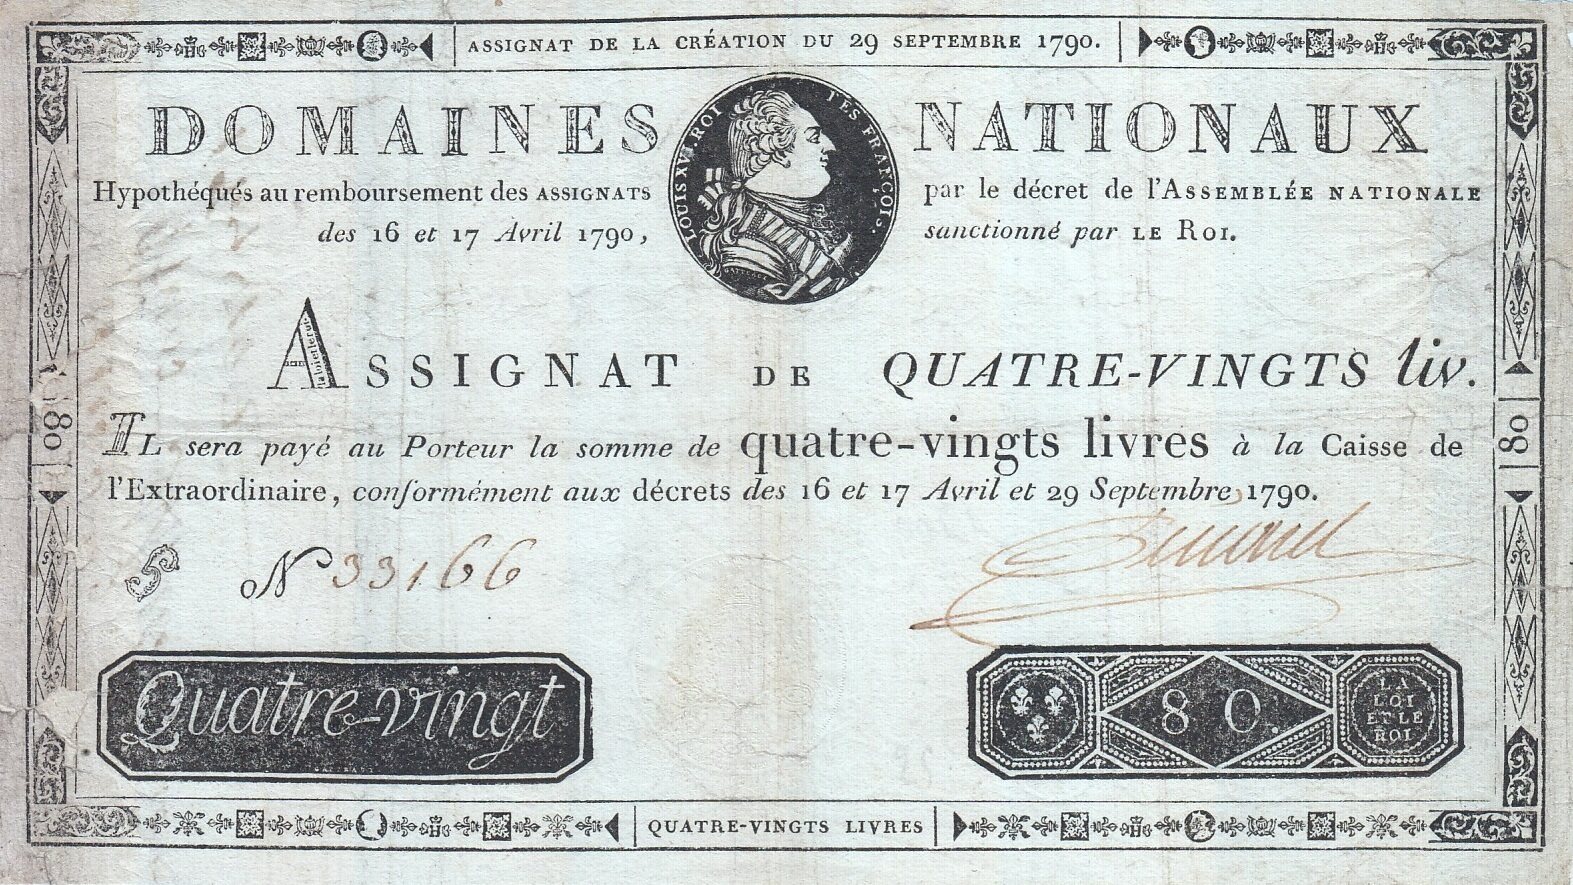 ASSIGNAT DE LA CRÉATION DU 29 SEPTEMBRE 1790.
DOMAINES NATIONAUX
LOUIS XVI. ROI DES FRANÇOIS.
Hypothéqués au remboursement des ASSIGNATS par le décret de l'ASSEMBLÉE NATIONALE
des 16 et 17 Avril 1790, sanctionné par LE ROI.
GATTEAUX
ASSIGNAT DE QUATRE-VINGTS liv.
IL sera payé au Porteur la somme de quatre-vingts livres à la Caisse de
l'Extraordinaire, conformément aux décrets des 16 et 17 Avril et 29 Septembre 1790.
80
80
S N° 33166
Quatre-vingt
80.
LA
LOI
ET LE
ROI
QUATRE-VINGTS LIVRES